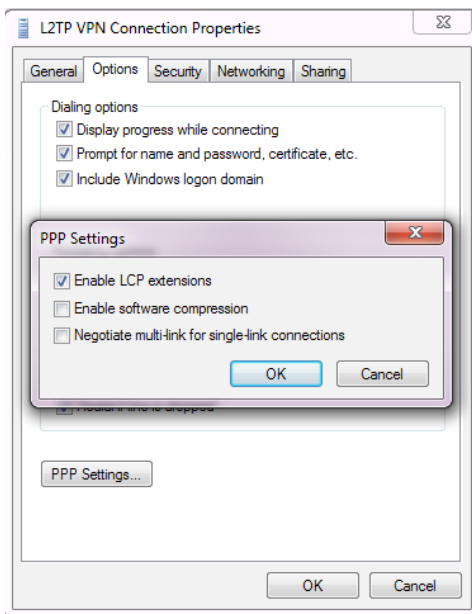 L2TP VPN Connection Properties
General Options Security Networking Sharing
Dialing options
Display progress while connecting
Prompt for name and password, certificate, etc.
Include Windows logon domain
PPP Settings
Enable LCP extensions
Enable software compression
Negotiate multi-link for single-link connections
OK Cancel
PPP Settings...
OK Cancel